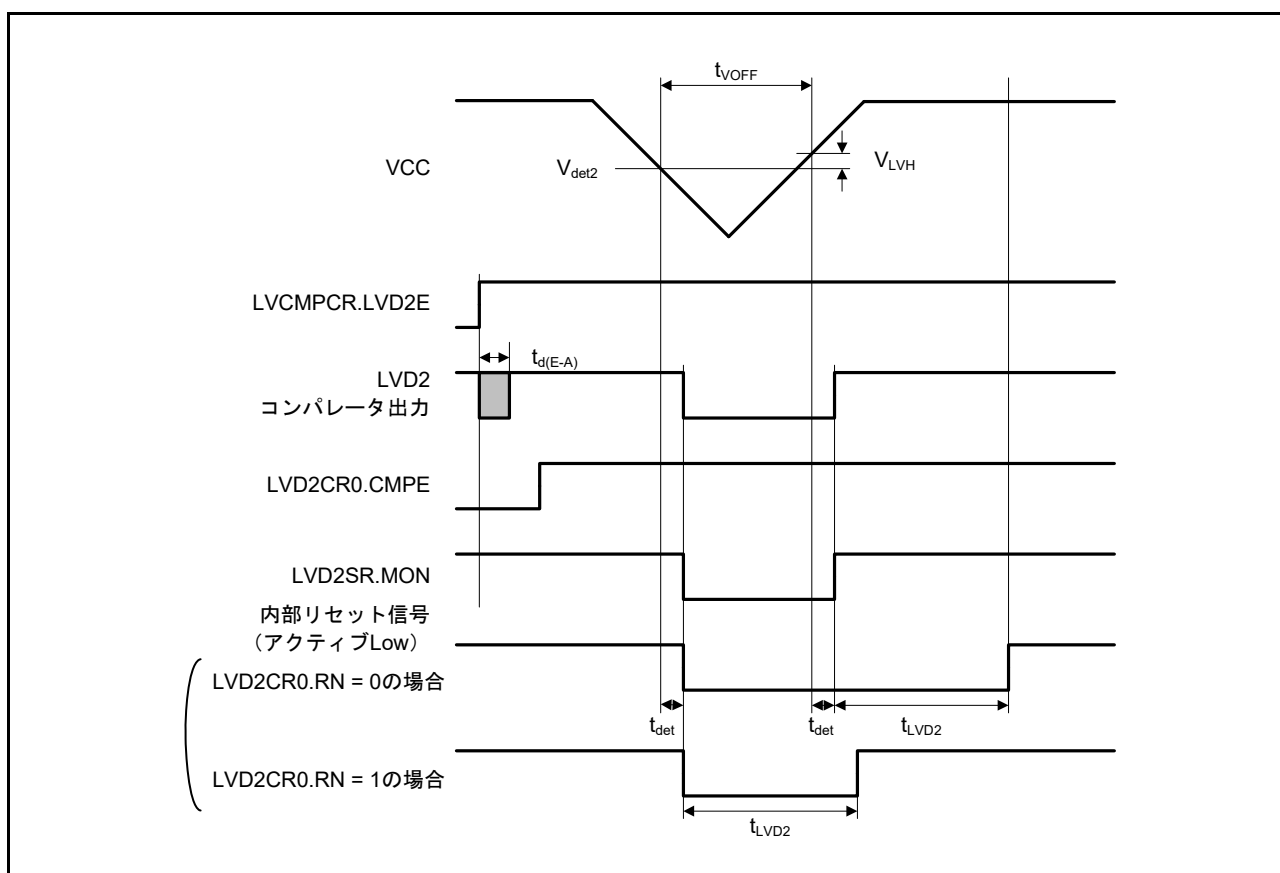 tVOFF
VCC
Vdet2
VLVH
LVCMPCR.LVD2E
td(E-A)
LVD2
コンパレータ出力
LVD2CR0.CMPE
LVD2SR.MON
内部リセット信号
（アクティブLow）
LVD2CR0.RN = 0の場合
tdet
tdet
tLVD2
LVD2CR0.RN = 1の場合
tLVD2